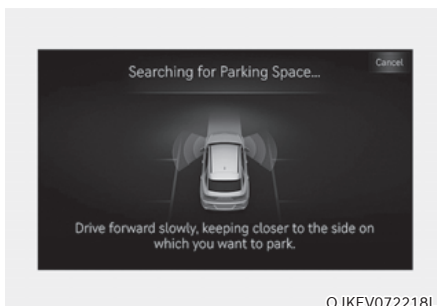 Searching for Parking Space...
Cancel
Drive forward slowly, keeping closer to the side on
which you want to park.
OJKEV072218L